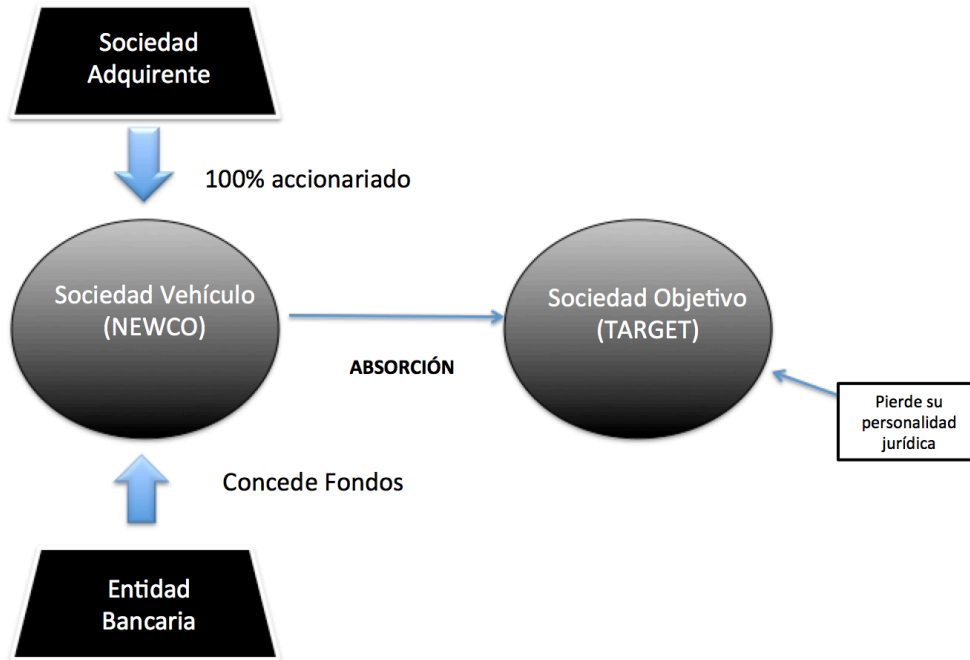 Sociedad
Adquirente
100% accionariado
Sociedad Vehículo
(NEWCO)
Sociedad Objetivo
(TARGET)
ABSORCIÓN
Pierde su
personalidad
jurídica
Concede Fondos
Entidad
Bancaria